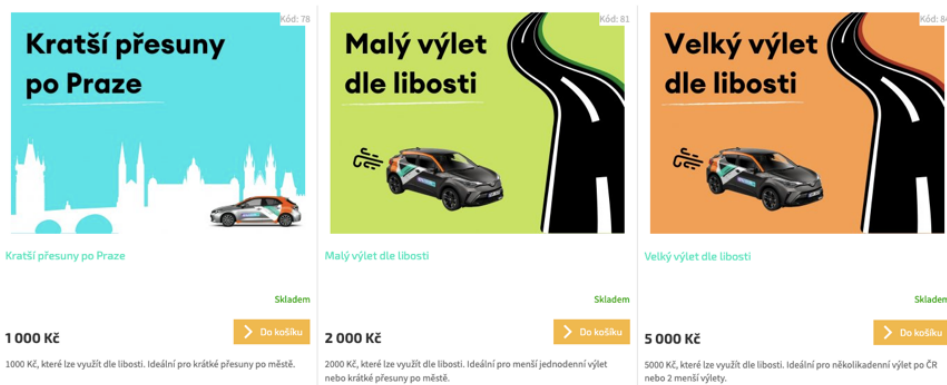 Kód: 78
Kratší přesuny
po Praze
Kratší přesuny po Praze
Skladem
1 000 Kč
Do košíku
1000 Kč, které lze využít dle libosti. Ideální pro krátké přesuny po městě.
Kód: 81
Malý výlet
dle libosti
Malý výlet dle libosti
Skladem
2 000 Kč
Do košíku
2000 Kč, které lze využít dle libosti. Ideální pro menší jednodenní výlet
nebo krátké přesuny po městě.
Kód:
Velký výlet
dle libosti
Velký výlet dle libosti
Skladem
5 000 Kč
Do košíku
5000 Kč, které lze využít dle libosti. Ideální pro několikadenní výlet po ČR
nebo 2 menší výlety.